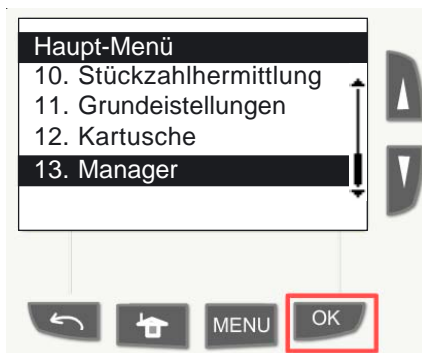 Haupt-Menü
10. Stückzahlhermittlung
11. Grundeistellungen
12. Kartusche
13. Manager
MENU
OK